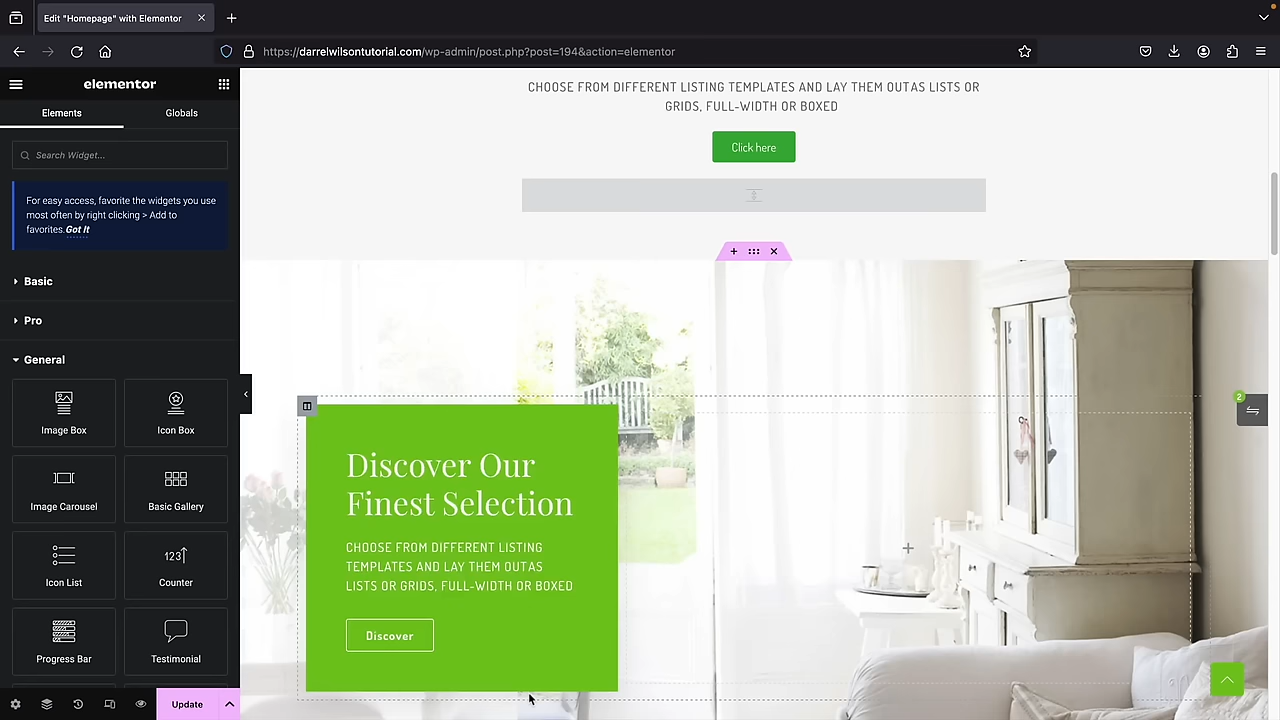 Edit "Homepage" with Elementor
https://darrelwilsontutorial.com/wp-admin/post.php?post=194&action=elementor
elementor
Elements
Globals
Search Widget...
For easy access, favorite the widgets you use
most often by right clicking > Add to
favorites. Got It
Basic
Pro
General
Image Box
Icon Box
Image Carousel
Basic Gallery
Icon List
123
Counter
Progress Bar
Testimonial
Update
CHOOSE FROM DIFFERENT LISTING TEMPLATES AND LAY THEM OUTAS LISTS OR
GRIDS, FULL-WIDTH OR BOXED
Click here
2
Discover Our
Finest Selection
CHOOSE FROM DIFFERENT LISTING
TEMPLATES AND LAY THEM OUTAS
LISTS OR GRIDS, FULL-WIDTH OR BOXED
Discover